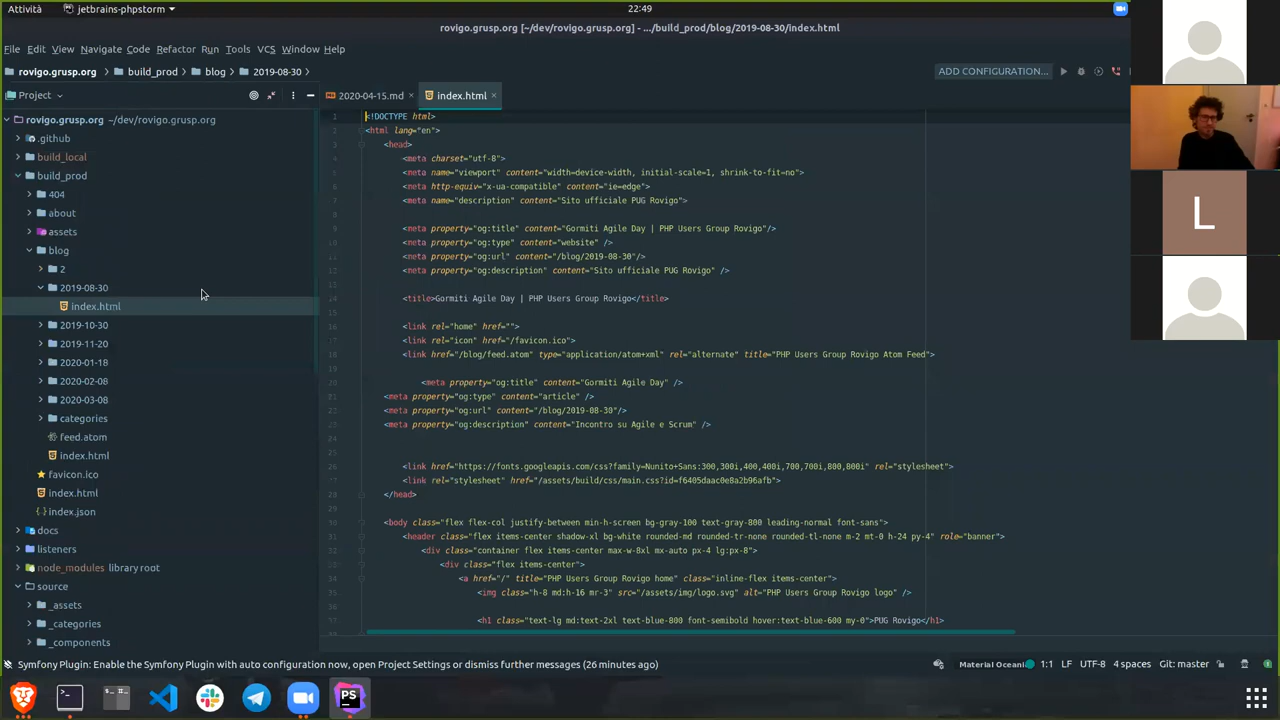 Attività
jetbrains-phpstorm
22:49
rovigo.grusp.org [~/dev/rovigo.grusp.org] - .../build_prod/blog/2019-08-30/index.html
File Edit View Navigate Code Refactor Run Tools VCS Window Help
rovigo.grusp.org build_prod blog 2019-08-30
ADD CONFIGURATION...
Project
2020-04-15.md
index.html
rovigo.grusp.org ~/dev/rovigo.grusp.org
.github
build_local
build_prod
404
about
assets
blog
2
2019-08-30
index.html
2019-10-30
2019-11-20
2020-01-18
2020-02-08
2020-03-08
categories
feed.atom
index.html
favicon.ico
index.html
index.json
docs
listeners
node_modules library root
source
_assets
_categories
_components
<!DOCTYPE html>
<html lang="en">
<head>
<meta charset="utf-8">
<meta name="viewport" content="width=device-width, initial-scale=1, shrink-to-fit=no">
<meta http-equiv="x-ua-compatible" content="ie=edge">
<meta name="description" content="Sito ufficiale PUG Rovigo">
<meta property="og:title" content="Gormiti Agile Day | PHP Users Group Rovigo"/>
<meta property="og:type" content="website" />
<meta property="og:url" content="/blog/2019-08-30"/>
<meta property="og:description" content="Sito ufficiale PUG Rovigo" />
<title>Gormiti Agile Day | PHP Users Group Rovigo</title>
<link rel="home" href="">
<link rel="icon" href="/favicon.ico">
<link href="/blog/feed.atom" type="application/atom+xml" rel="alternate" title="PHP Users Group Rovigo Atom Feed">
<meta property="og:title" content="Gormiti Agile Day" />
<meta property="og:type" content="article" />
<meta property="og:url" content="/blog/2019-08-30"/>
<meta property="og:description" content="Incontro su Agile e Scrum" />
<link href="https://fonts.googleapis.com/css?family=Nunito+Sans:300,300i,400,400i,700,700i,800,800i" rel="stylesheet">
<link rel="stylesheet" href="/assets/build/css/main.css?id=f6405daac0e8a2b96afb">
</head>
<body class="flex flex-col justify-between min-h-screen bg-gray-100 text-gray-800 leading-normal font-sans">
<header class="flex items-center shadow-xl bg-white rounded-md rounded-tr-none rounded-tl-none m-2 mt-0 h-24 py-4" role="banner">
<div class="container flex items-center max-w-8xl mx-auto px-4 lg:px-8">
<div class="flex items-center">
<a href="/" title="PHP Users Group Rovigo home" class="inline-flex items-center">
<img class="h-8 md:h-16 mr-3" src="/assets/img/logo.svg" alt="PHP Users Group Rovigo logo" />
<h1 class="text-lg md:text-2xl text-blue-800 font-semibold hover:text-blue-600 my-0">PUG Rovigo</h1>
L
Symfony Plugin: Enable the Symfony Plugin with auto configuration now, open Project Settings or dismiss further messages (26 minutes ago)
Material Oceanic 1:1 LF UTF-8 4 spaces Git: master
PS